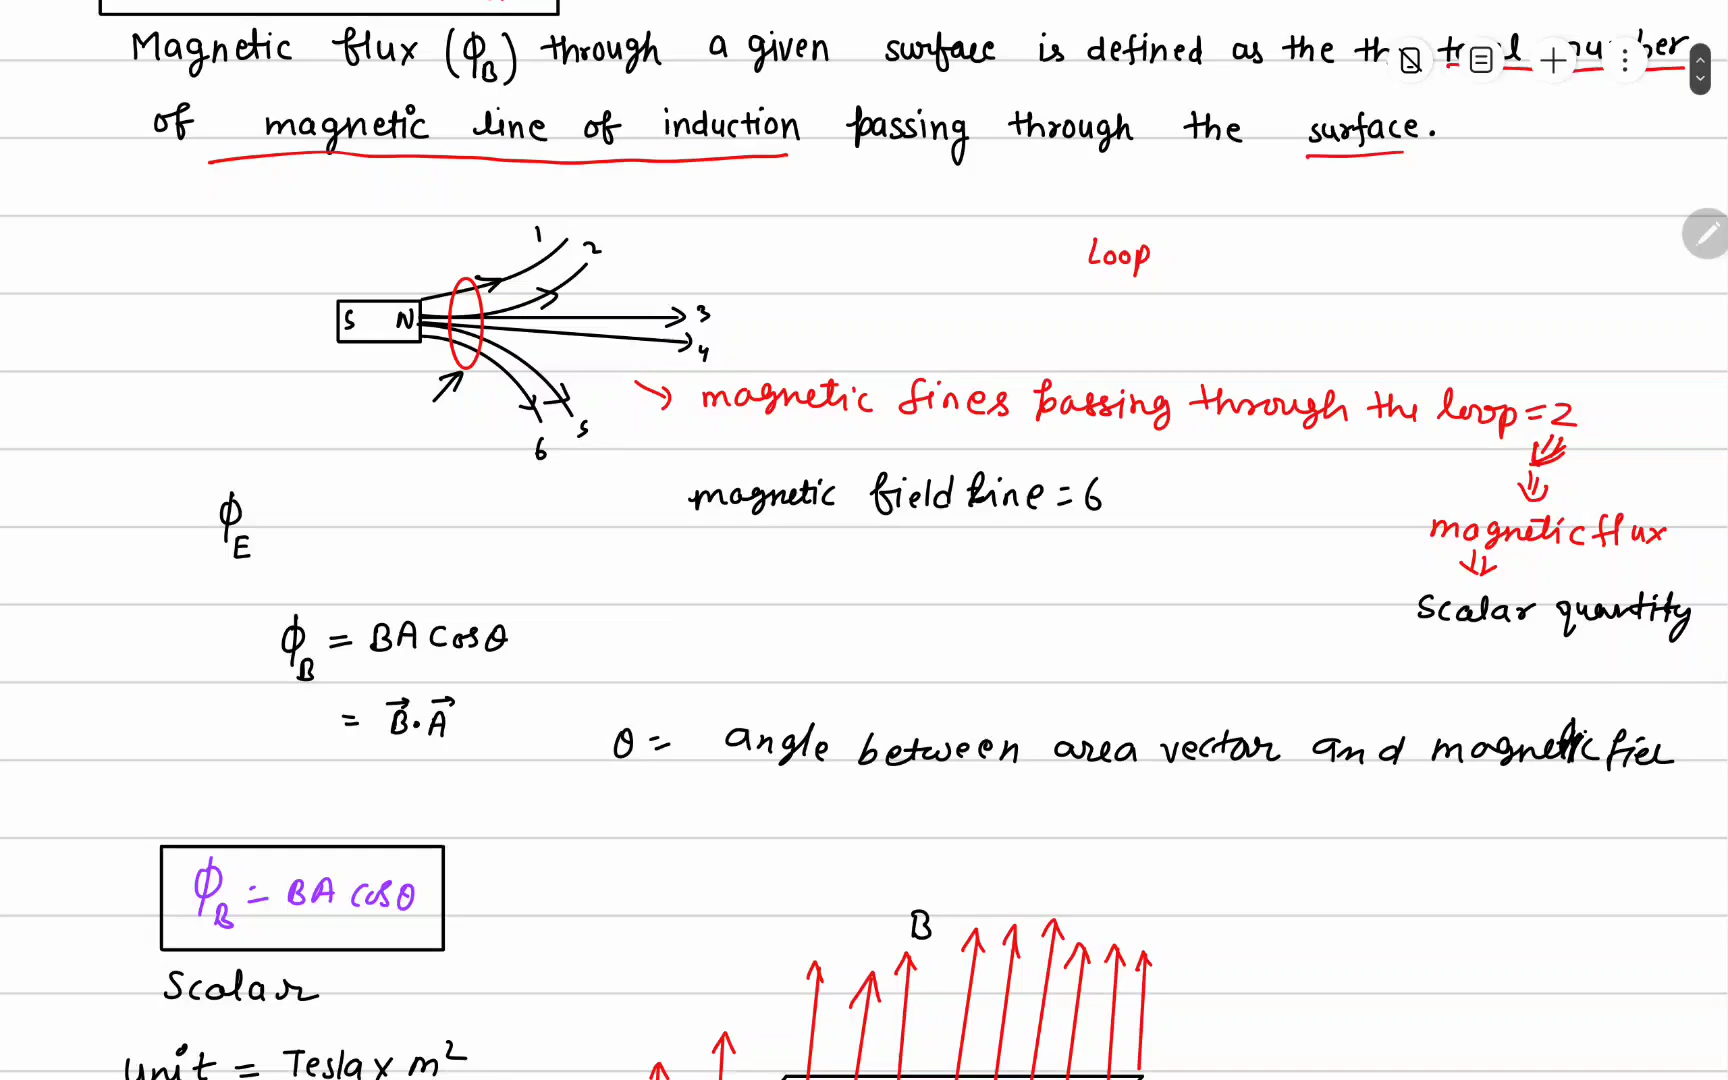 Magnetic flux (ϕB) through a given surface is defined as the th
of magnetic line of induction passing through the surface.
1
2
Loop
S N
3
4
→ magnetic fines passing through the loop = 2
5
6
magnetic field line = 6
ϕE
magnetic flux
Scalar quantity
ϕB = BA Cosθ
= B⃗.A⃗
θ = angle between area vector and magnetic fiel
ϕB = BA cosθ
B
Scalar
unit = Tesla x m²